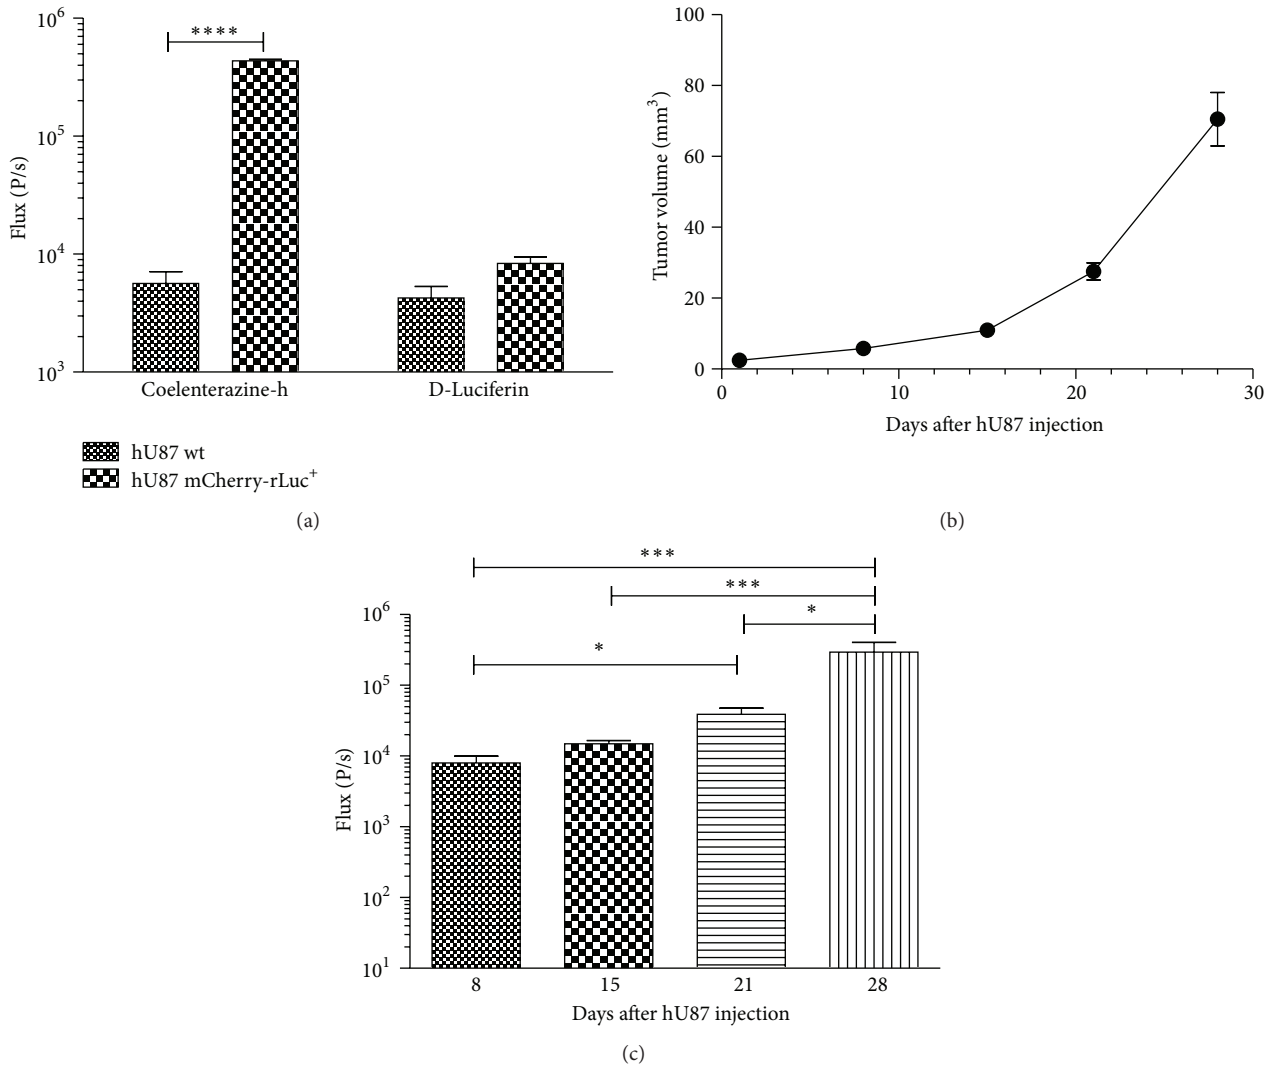 ****
10^6
10^5
10^4
10^3
Flux (P/s)
Coelenterazine-h D-Luciferin
hU87 wt
hU87 mCherry-rLuc^+
(a)
100
80
60
40
20
0
Tumor volume (mm^3)
0 10 20 30
Days after hU87 injection
(b)
***
***
*
*
10^6
10^5
10^4
10^3
10^2
10^1
Flux (P/s)
8 15 21 28
Days after hU87 injection
(c)